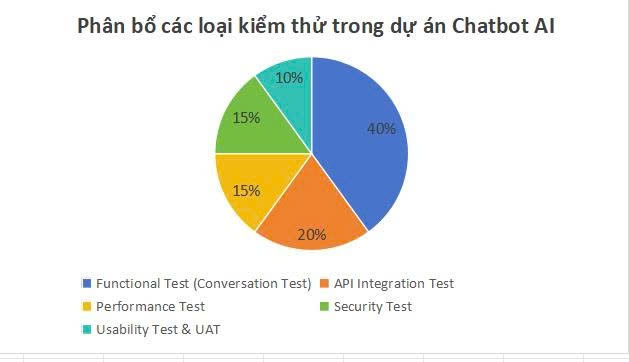 Phân bổ các loại kiểm thử trong dự án Chatbot AI
10%
40%
15%
15%
20%
Functional Test (Conversation Test)
API Integration Test
Performance Test
Security Test
Usability Test & UAT